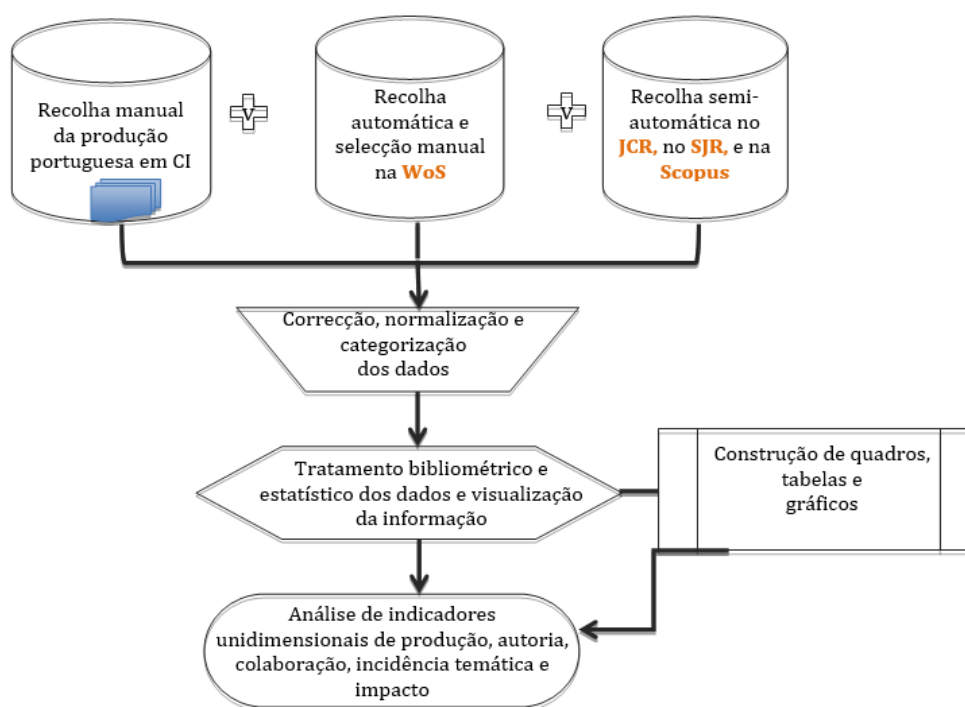 Recolha manual
da produção
portuguesa em CI
V
Recolha
automática e
selecção manual
na WoS
V
Recolha semi-
automática no
JCR, no SJR, e na
Scopus
Correcção, normalização e
categorização
dos dados
Tratamento bibliométrico e
estatístico dos dados e visualização
da informação
Construção de quadros,
tabelas e
gráficos
Análise de indicadores
unidimensionais de produção, autoria,
colaboração, incidência temática e
impacto